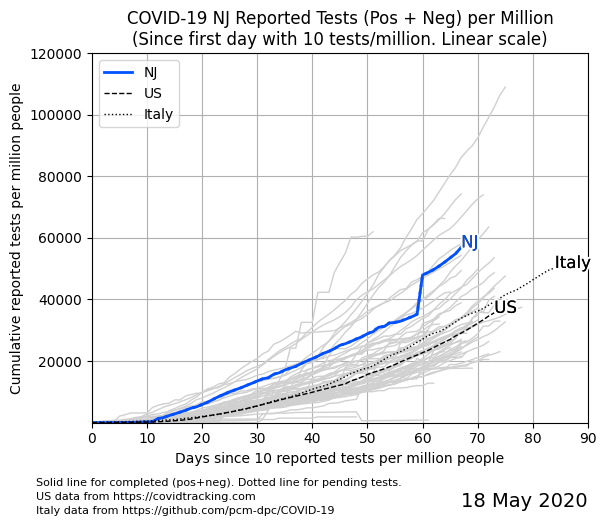 COVID-19 NJ Reported Tests (Pos + Neg) per Million
(Since first day with 10 tests/million. Linear scale)
Cumulative reported tests per million people
120000
100000
80000
60000
40000
20000
NJ
US
Italy
NJ
Italy
US
0 10 20 30 40 50 60 70 80 90
Days since 10 reported tests per million people
Solid line for completed (pos+neg). Dotted line for pending tests.
US data from https://covidtracking.com
Italy data from https://github.com/pcm-dpc/COVID-19
18 May 2020